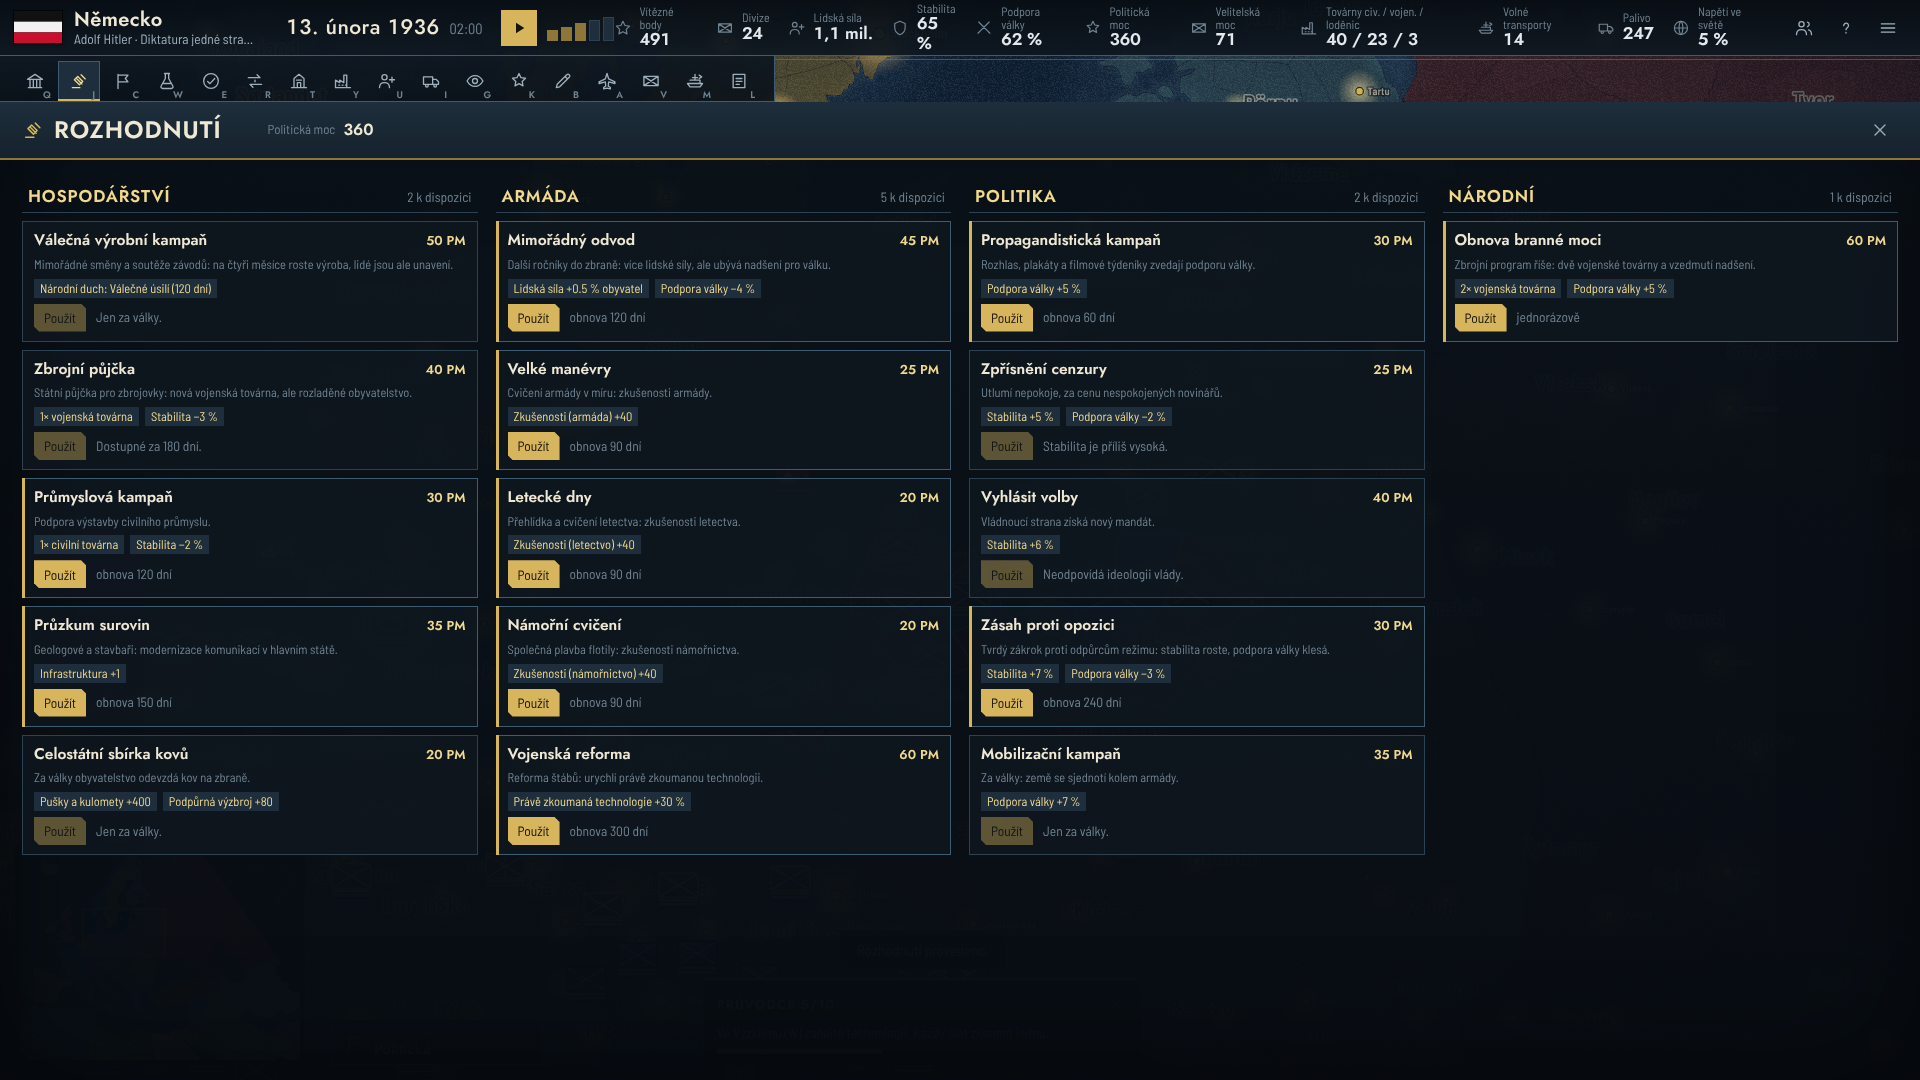 Německo
Adolf Hitler · Diktatura jedné stra...
13. února 1936 02:00
Vítězné body 491
Divize 24
Lidská síla 1,1 mil.
Stabilita 65 %
Podpora války 62 %
Politická moc 360
Velitelská moc 71
Továrny civ. / vojen. / loděnic 40 / 23 / 3
Volné transporty 14
Palivo 247
Napětí ve světě 5 %
?
Q
I
C
W
E
R
T
Y
U
I
G
K
B
A
V
M
L
Tartu
ROZHODNUTÍ
Politická moc 360
HOSPODÁŘSTVÍ 2 k dispozici
Válečná výrobní kampaň 50 PM
Mimořádné směny a soutěže závodů: na čtyři měsíce roste výroba, lidé jsou ale unavení.
Národní duch: Válečné úsilí (120 dní)
Použít Jen za války.
Zbrojní půjčka 40 PM
Státní půjčka pro zbrojovky: nová vojenská továrna, ale rozladěné obyvatelstvo.
1× vojenská továrna Stabilita −3 %
Použít Dostupné za 180 dní.
Průmyslová kampaň 30 PM
Podpora výstavby civilního průmyslu.
1× civilní továrna Stabilita −2 %
Použít obnova 120 dní
Průzkum surovin 35 PM
Geologové a stavbaři: modernizace komunikací v hlavním státě.
Infrastruktura +1
Použít obnova 150 dní
Celostátní sbírka kovů 20 PM
Za války obyvatelstvo odevzdá kov na zbraně.
Pušky a kulomety +400 Podpůrná výzbroj +80
Použít Jen za války.
ARMÁDA 5 k dispozici
Mimořádný odvod 45 PM
Další ročníky do zbraně: více lidské síly, ale ubývá nadšení pro válku.
Lidská síla +0.5 % obyvatel Podpora války −4 %
Použít obnova 120 dní
Velké manévry 25 PM
Cvičení armády v míru: zkušenosti armády.
Zkušenosti (armáda) +40
Použít obnova 90 dní
Letecké dny 20 PM
Přehlídka a cvičení letectva: zkušenosti letectva.
Zkušenosti (letectvo) +40
Použít obnova 90 dní
Námořní cvičení 20 PM
Společná plavba flotily: zkušenosti námořnictva.
Zkušenosti (námořnictvo) +40
Použít obnova 90 dní
Vojenská reforma 60 PM
Reforma štábů: urychlí právě zkoumanou technologii.
Právě zkoumaná technologie +30 %
Použít obnova 300 dní
POLITIKA 2 k dispozici
Propagandistická kampaň 30 PM
Rozhlas, plakáty a filmové týdeníky zvedají podporu války.
Podpora války +5 %
Použít obnova 60 dní
Zpřísnění cenzury 25 PM
Utlumí nepokoje, za cenu nespokojených novinářů.
Stabilita +5 % Podpora války −2 %
Použít Stabilita je příliš vysoká.
Vyhlásit volby 40 PM
Vládnoucí strana získá nový mandát.
Stabilita +6 %
Použít Neodpovídá ideologii vlády.
Zásah proti opozici 30 PM
Tvrdý zákrok proti odpůrcům režimu: stabilita roste, podpora války klesá.
Stabilita +7 % Podpora války −3 %
Použít obnova 240 dní
Mobilizační kampaň 35 PM
Za války: země se sjednotí kolem armády.
Podpora války +7 %
Použít Jen za války.
NÁRODNÍ 1 k dispozici
Obnova branné moci 60 PM
Zbrojní program říše: dvě vojenské továrny a vzedmutí nadšení.
2× vojenská továrna Podpora války +5 %
Použít jednorázově